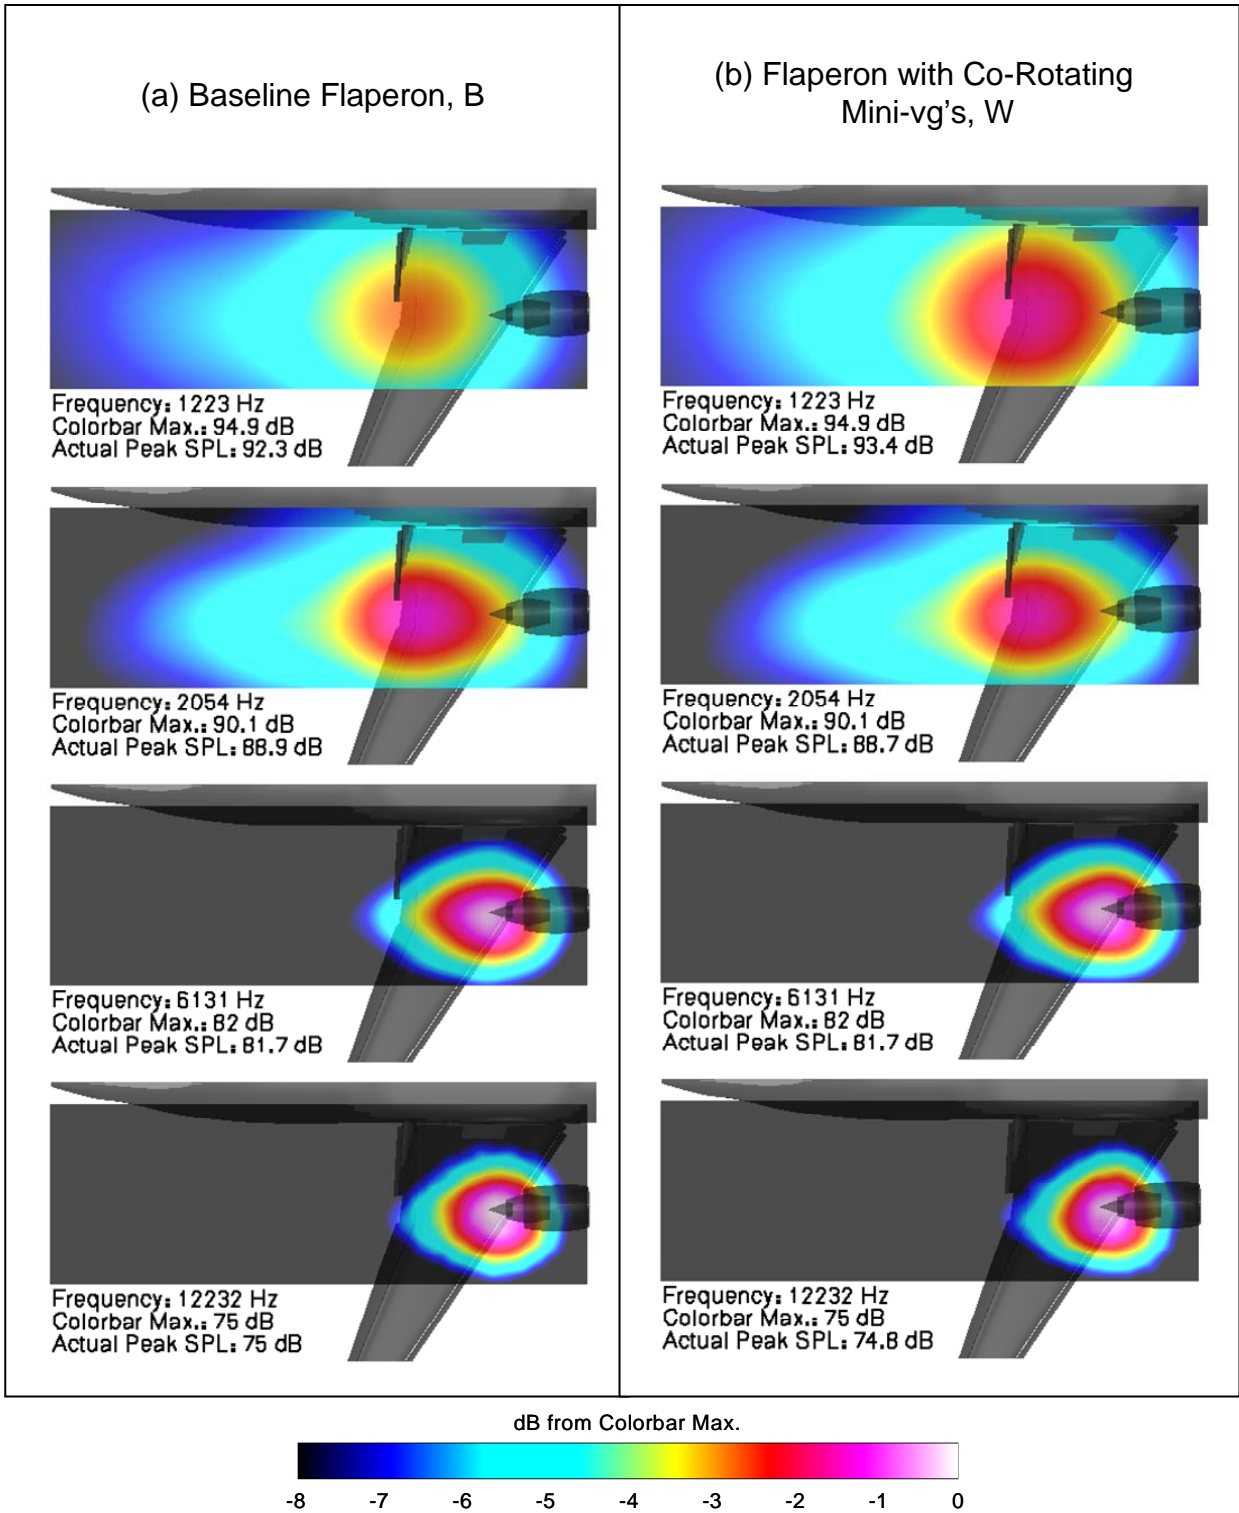 (a) Baseline Flaperon, B
(b) Flaperon with Co-Rotating
Mini-vg's, W
Frequency: 1223 Hz
Colorbar Max.: 94.9 dB
Actual Peak SPL: 92.3 dB
Frequency: 1223 Hz
Colorbar Max.: 94.9 dB
Actual Peak SPL: 93.4 dB
Frequency: 2054 Hz
Colorbar Max.: 90.1 dB
Actual Peak SPL: 88.9 dB
Frequency: 2054 Hz
Colorbar Max.: 90.1 dB
Actual Peak SPL: 88.7 dB
Frequency: 6131 Hz
Colorbar Max.: 82 dB
Actual Peak SPL: 81.7 dB
Frequency: 6131 Hz
Colorbar Max.: 82 dB
Actual Peak SPL: 81.7 dB
Frequency: 12232 Hz
Colorbar Max.: 75 dB
Actual Peak SPL: 75 dB
Frequency: 12232 Hz
Colorbar Max.: 75 dB
Actual Peak SPL: 74.8 dB
dB from Colorbar Max.
-8 -7 -6 -5 -4 -3 -2 -1 0